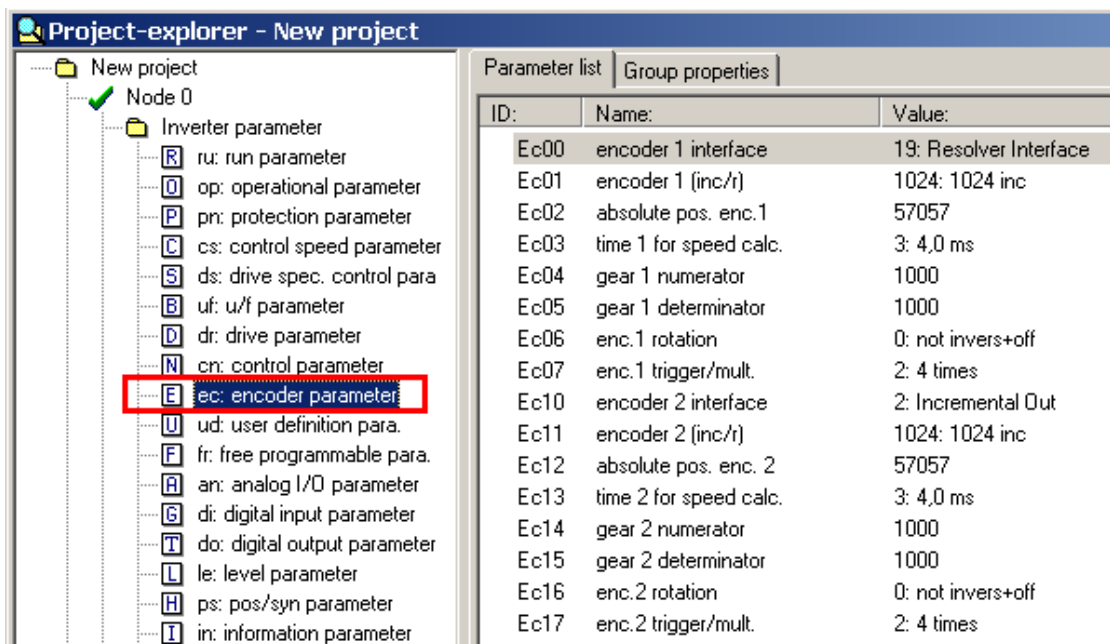 Project-explorer - New project
New project
Node 0
Inverter parameter
R ru: run parameter
O op: operational parameter
P pn: protection parameter
C cs: control speed parameter
S ds: drive spec. control para
B uf: u/f parameter
D dr: drive parameter
N cn: control parameter
E ec: encoder parameter
U ud: user definition para.
F fr: free programmable para.
A an: analog I/O parameter
G di: digital input parameter
T do: digital output parameter
L le: level parameter
H ps: pos/syn parameter
I in: information parameter
Parameter list Group properties
ID: Name: Value:
Ec00 encoder 1 interface 19: Resolver Interface
Ec01 encoder 1 (inc/r) 1024: 1024 inc
Ec02 absolute pos. enc.1 57057
Ec03 time 1 for speed calc. 3: 4,0 ms
Ec04 gear 1 numerator 1000
Ec05 gear 1 determinator 1000
Ec06 enc.1 rotation 0: not invers+off
Ec07 enc.1 trigger/mult. 2: 4 times
Ec10 encoder 2 interface 2: Incremental Out
Ec11 encoder 2 (inc/r) 1024: 1024 inc
Ec12 absolute pos. enc. 2 57057
Ec13 time 2 for speed calc. 3: 4,0 ms
Ec14 gear 2 numerator 1000
Ec15 gear 2 determinator 1000
Ec16 enc.2 rotation 0: not invers+off
Ec17 enc.2 trigger/mult. 2: 4 times